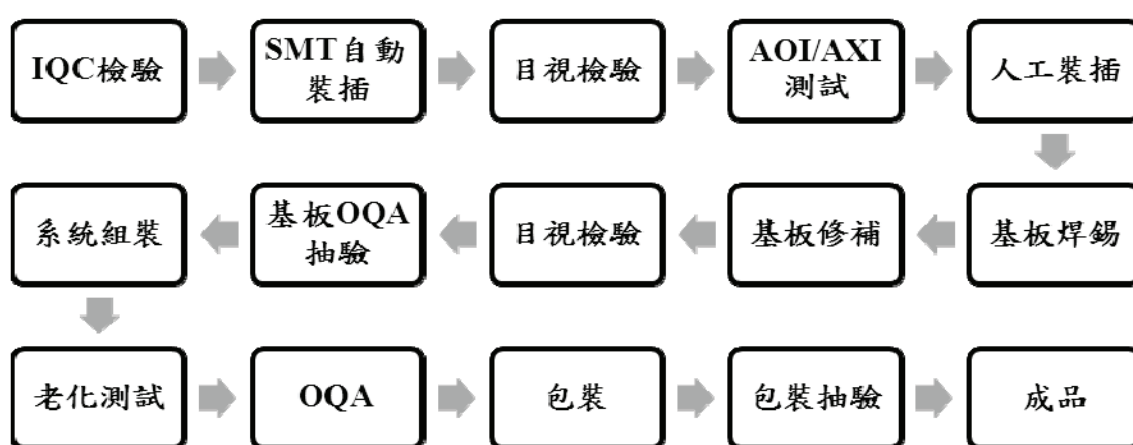 IQC檢驗
SMT自動
裝插
目視檢驗
AOI/AXI
測試
人工裝插
基板焊錫
基板修補
目視檢驗
基板OQA
抽驗
系統組裝
老化測試
OQA
包裝
包裝抽驗
成品